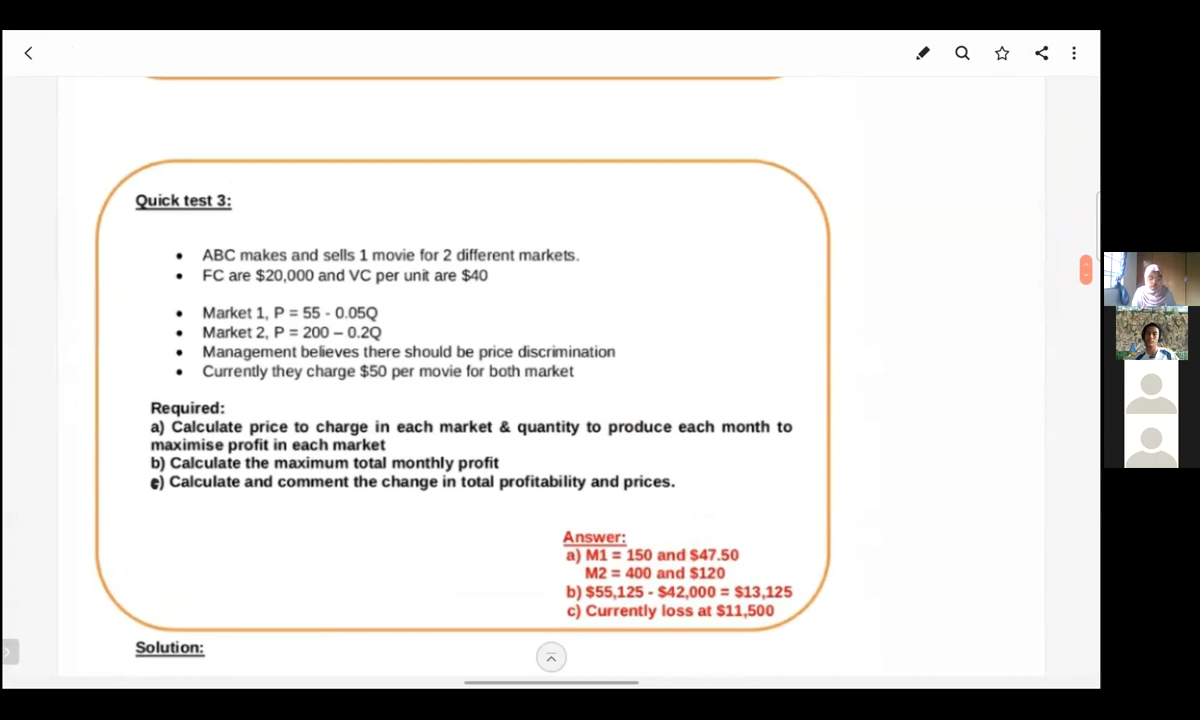 Quick test 3:
• ABC makes and sells 1 movie for 2 different markets.
• FC are $20,000 and VC per unit are $40
• Market 1, P = 55 - 0.05Q
• Market 2, P = 200 – 0.2Q
• Management believes there should be price discrimination
• Currently they charge $50 per movie for both market
Required:
a) Calculate price to charge in each market & quantity to produce each month to
maximise profit in each market
b) Calculate the maximum total monthly profit
c) Calculate and comment the change in total profitability and prices.
Answer:
a) M1 = 150 and $47.50
M2 = 400 and $120
b) $55,125 - $42,000 = $13,125
c) Currently loss at $11,500
Solution: